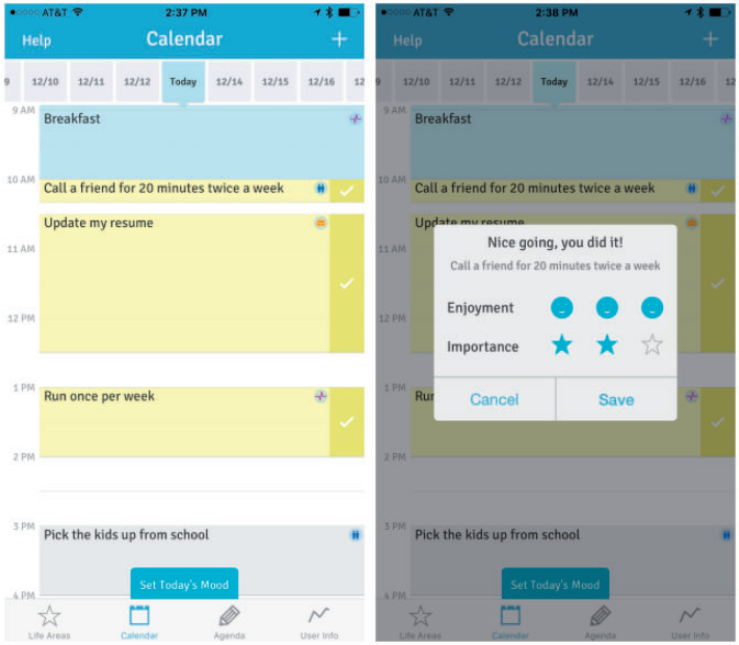 AT&T 2:37 PM
Help Calendar +
9 12/10 12/11 12/12 Today 12/14 12/15 12/16 12
9 AM
Breakfast
10 AM
Call a friend for 20 minutes twice a week
Update my resume
11 AM
12 PM
1 PM
Run once per week
2 PM
3 PM
Pick the kids up from school
Set Today's Mood
4 PM
Life Areas Calendar Agenda User Info
AT&T 2:38 PM
Help Calendar +
9 12/10 12/11 12/12 Today 12/14 12/15 12/16 12
9 AM
Breakfast
10 AM
Call a friend for 20 minutes twice a week
Update my resume
11 AM
Nice going, you did it!
Call a friend for 20 minutes twice a week
Enjoyment
12 PM
Importance
1 PM
Run
Cancel Save
2 PM
3 PM
Pick the kids up from school
Set Today's Mood
4 PM
Life Areas Calendar Agenda User Info